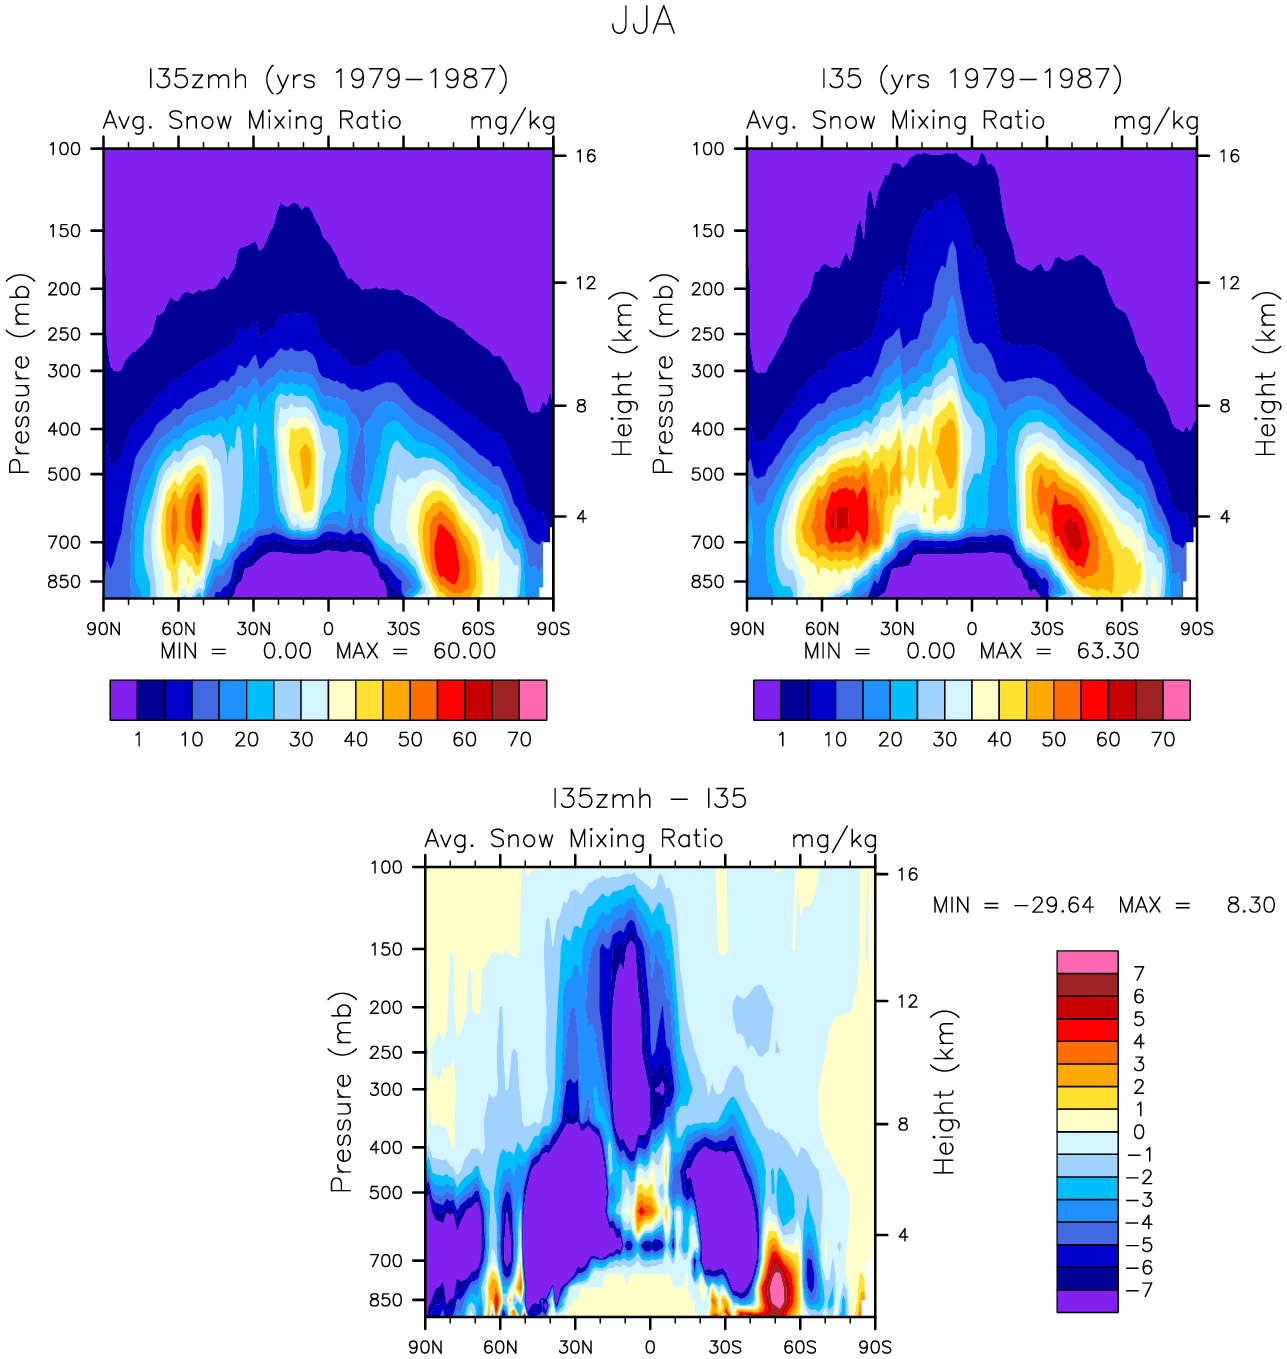 JJA
I35zmh (yrs 1979-1987)
Avg. Snow Mixing Ratio mg/kg
100
150
200
250
300
400
500
700
850
Pressure (mb)
16
12
8
4
Height (km)
90N 60N 30N 0 30S 60S 90S
MIN = 0.00 MAX = 60.00
1 10 20 30 40 50 60 70
I35 (yrs 1979-1987)
Avg. Snow Mixing Ratio mg/kg
100
150
200
250
300
400
500
700
850
Pressure (mb)
16
12
8
4
Height (km)
90N 60N 30N 0 30S 60S 90S
MIN = 0.00 MAX = 63.30
1 10 20 30 40 50 60 70
I35zmh - I35
Avg. Snow Mixing Ratio mg/kg
100
150
200
250
300
400
500
700
850
Pressure (mb)
16
12
8
4
Height (km)
90N 60N 30N 0 30S 60S 90S
MIN = -29.64 MAX = 8.30
7
6
5
4
3
2
1
0
-1
-2
-3
-4
-5
-6
-7